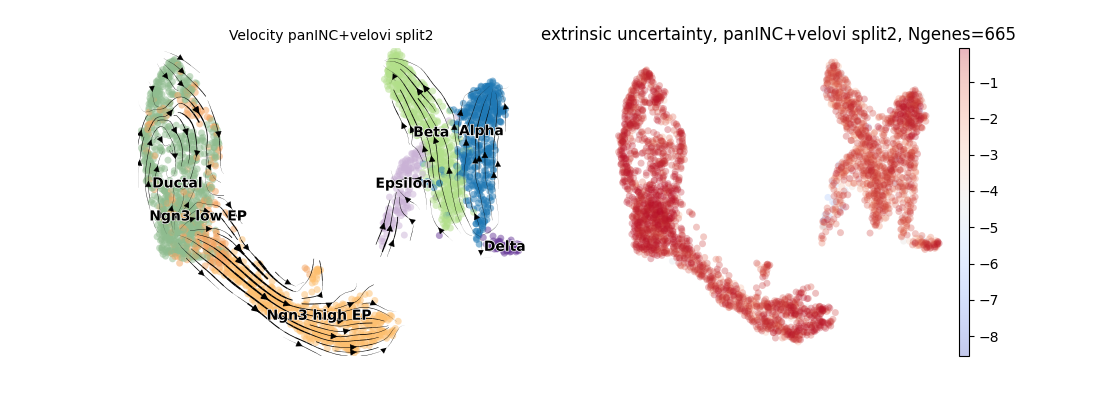 Velocity panINC+velovi split2
Beta
Alpha
Ductal
Epsilon
Ngn3 low EP
Delta
Ngn3 high EP
extrinsic uncertainty, panINC+velovi split2, Ngenes=665
−1
−2
−3
−4
−5
−6
−7
−8